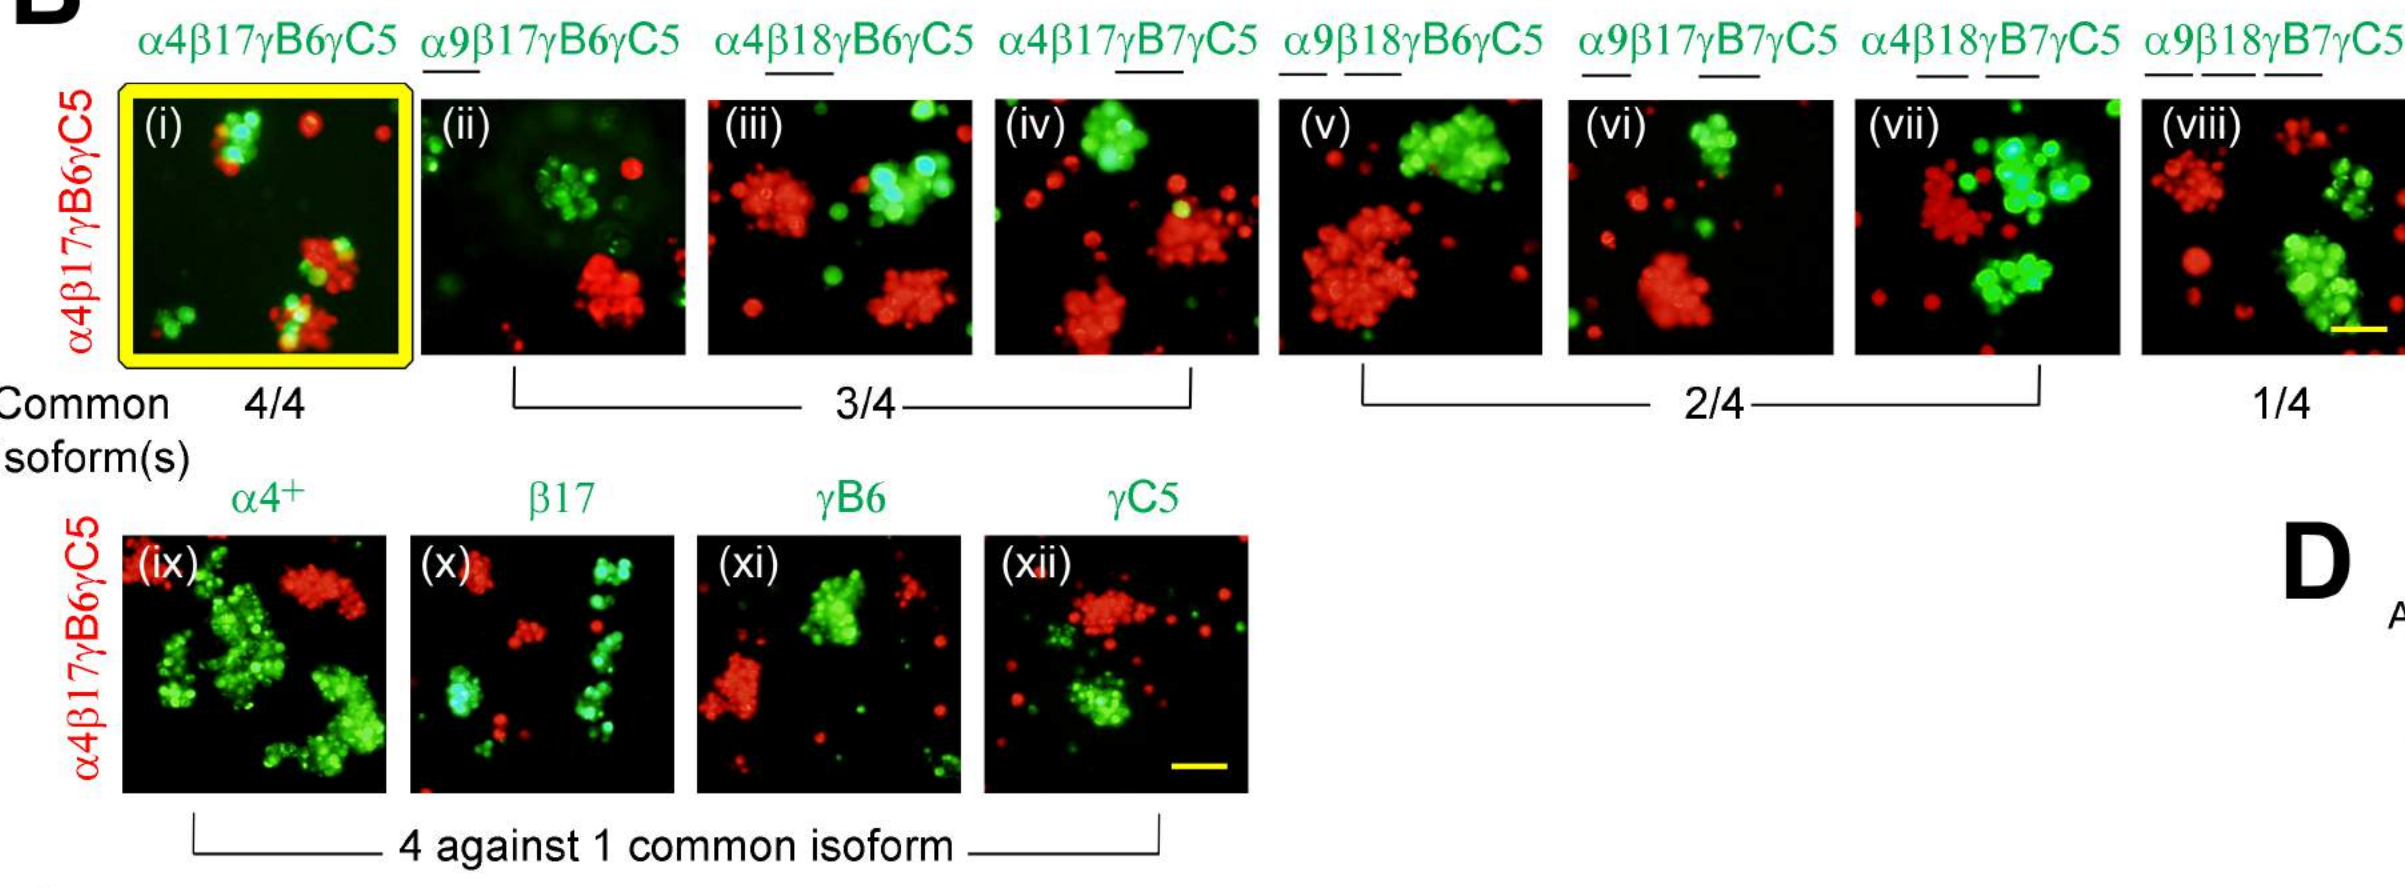 B
α4β17γB6γC5 α9β17γB6γC5 α4β18γB6γC5 α4β17γB7γC5 α9β18γB6γC5 α9β17γB7γC5 α4β18γB7γC5 α9β18γB7γC5
α4β17γB6γC5
(i) (ii) (iii) (iv) (v) (vi) (vii) (viii)
Common 4/4 3/4 2/4 1/4
soform(s)
α4+ β17 γB6 γC5
α4β17γB6γC5
(ix) (x) (xi) (xii)
D
A
4 against 1 common isoform